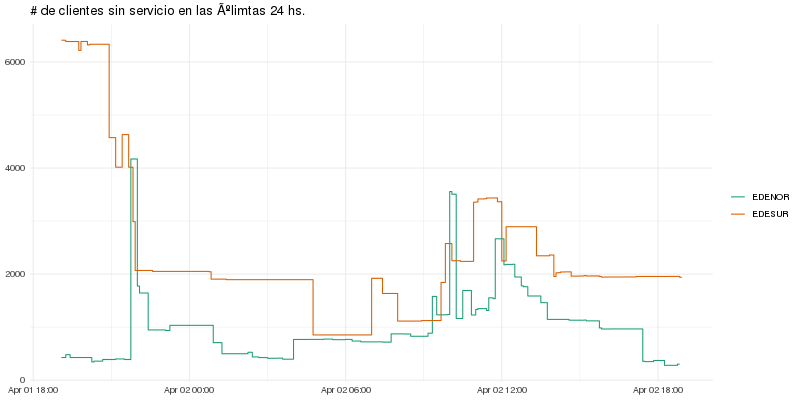 # de clientes sin servicio en las Ãºlimtas 24 hs.
6000
4000
2000
0
Apr 01 18:00
Apr 02 00:00
Apr 02 06:00
Apr 02 12:00
Apr 02 18:00
EDENOR
EDESUR